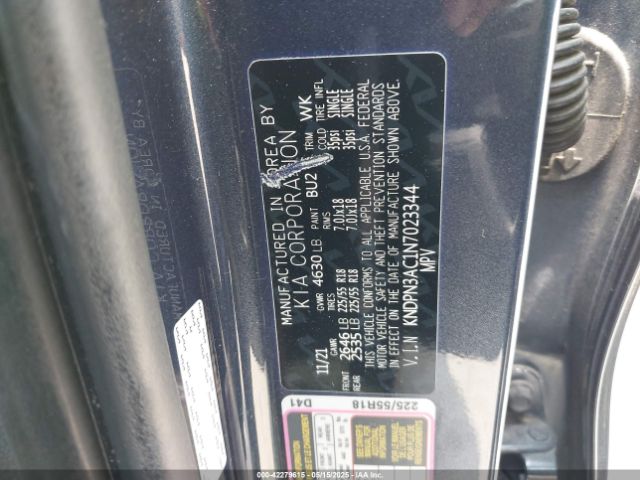 MANUFACTURED IN KOREA BY
KIA CORPORATION
GVWR 4630 LB PAINT BU2 TRIM WK
11/21 GAWR TIRES RIMS COLD TIRE INFL
FRONT 2646 LB 225/55 R18 7.0Jx18 35psi SINGLE
REAR 2535 LB 225/55 R18 7.0Jx18 35psi SINGLE
THIS VEHICLE CONFORMS TO ALL APPLICABLE U.S.A. FEDERAL
MOTOR VEHICLE SAFETY AND THEFT PREVENTION STANDARDS
IN EFFECT ON THE DATE OF MANUFACTURE SHOWN ABOVE.
V.I.N KNDPN3AC1N7023344
MPV
D41
225/55R18
000-42279615 - 05/15/2025 - IAA Inc.